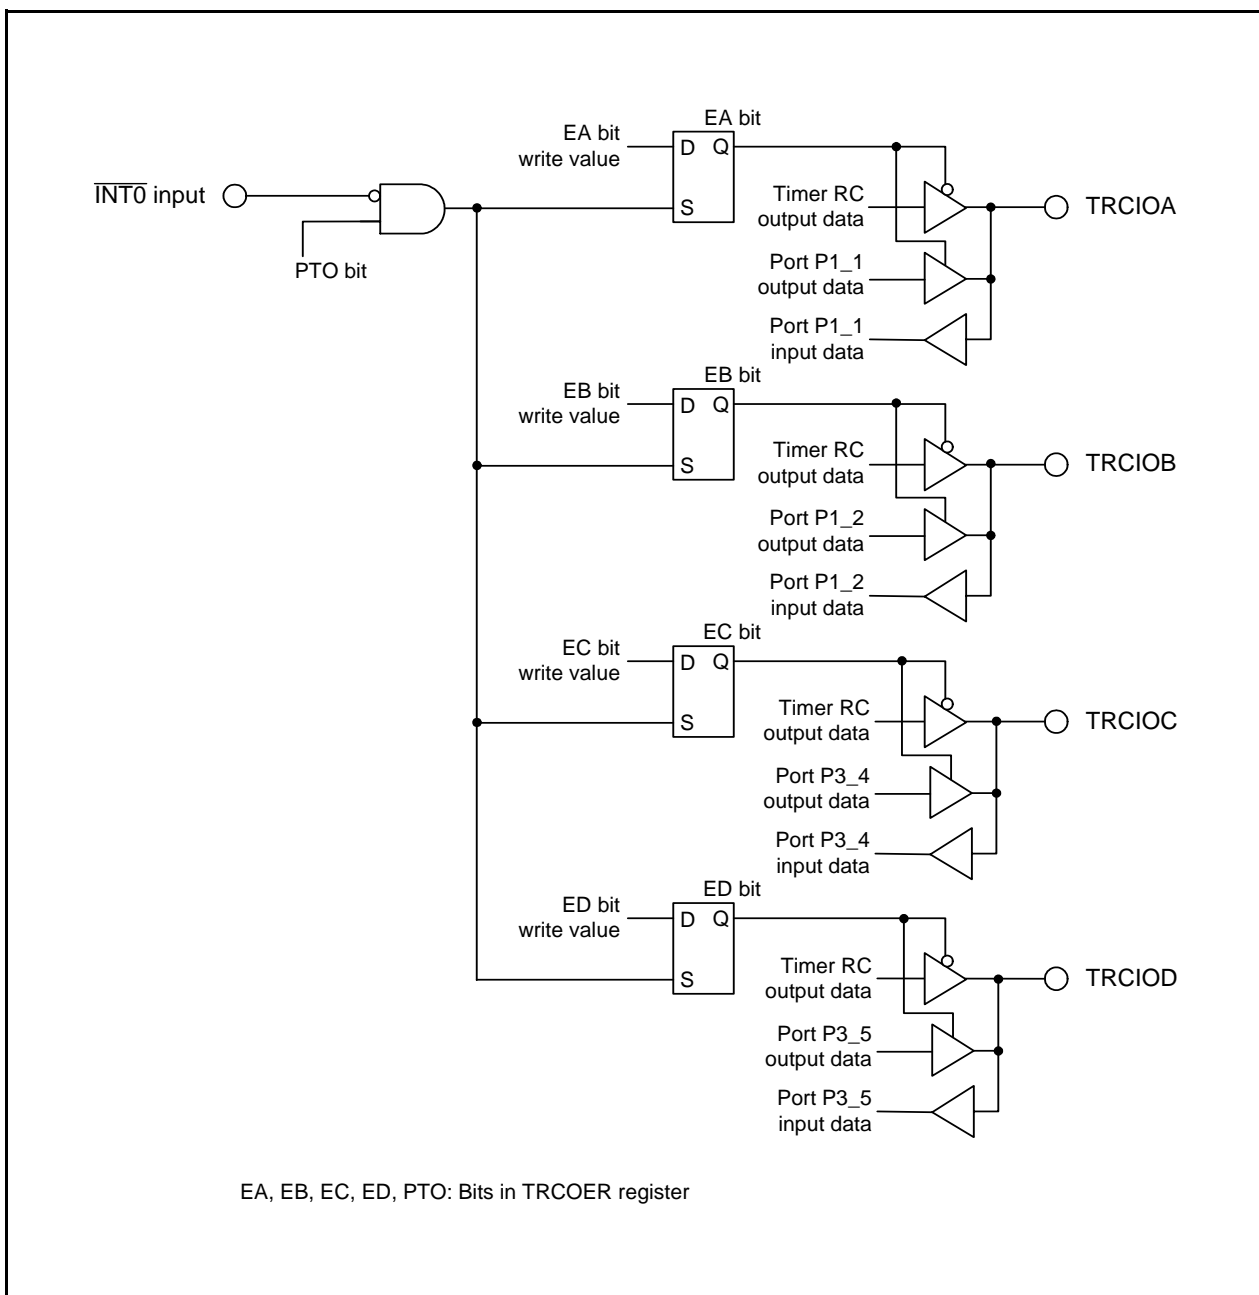 EA bit
EA bit
write value
D Q
S
INT0 input
PTO bit
Timer RC
output data
TRCIOA
Port P1_1
output data
Port P1_1
input data
EB bit
EB bit
write value
D Q
S
Timer RC
output data
TRCIOB
Port P1_2
output data
Port P1_2
input data
EC bit
EC bit
write value
D Q
S
Timer RC
output data
TRCIOC
Port P3_4
output data
Port P3_4
input data
ED bit
ED bit
write value
D Q
S
Timer RC
output data
TRCIOD
Port P3_5
output data
Port P3_5
input data
EA, EB, EC, ED, PTO: Bits in TRCOER register